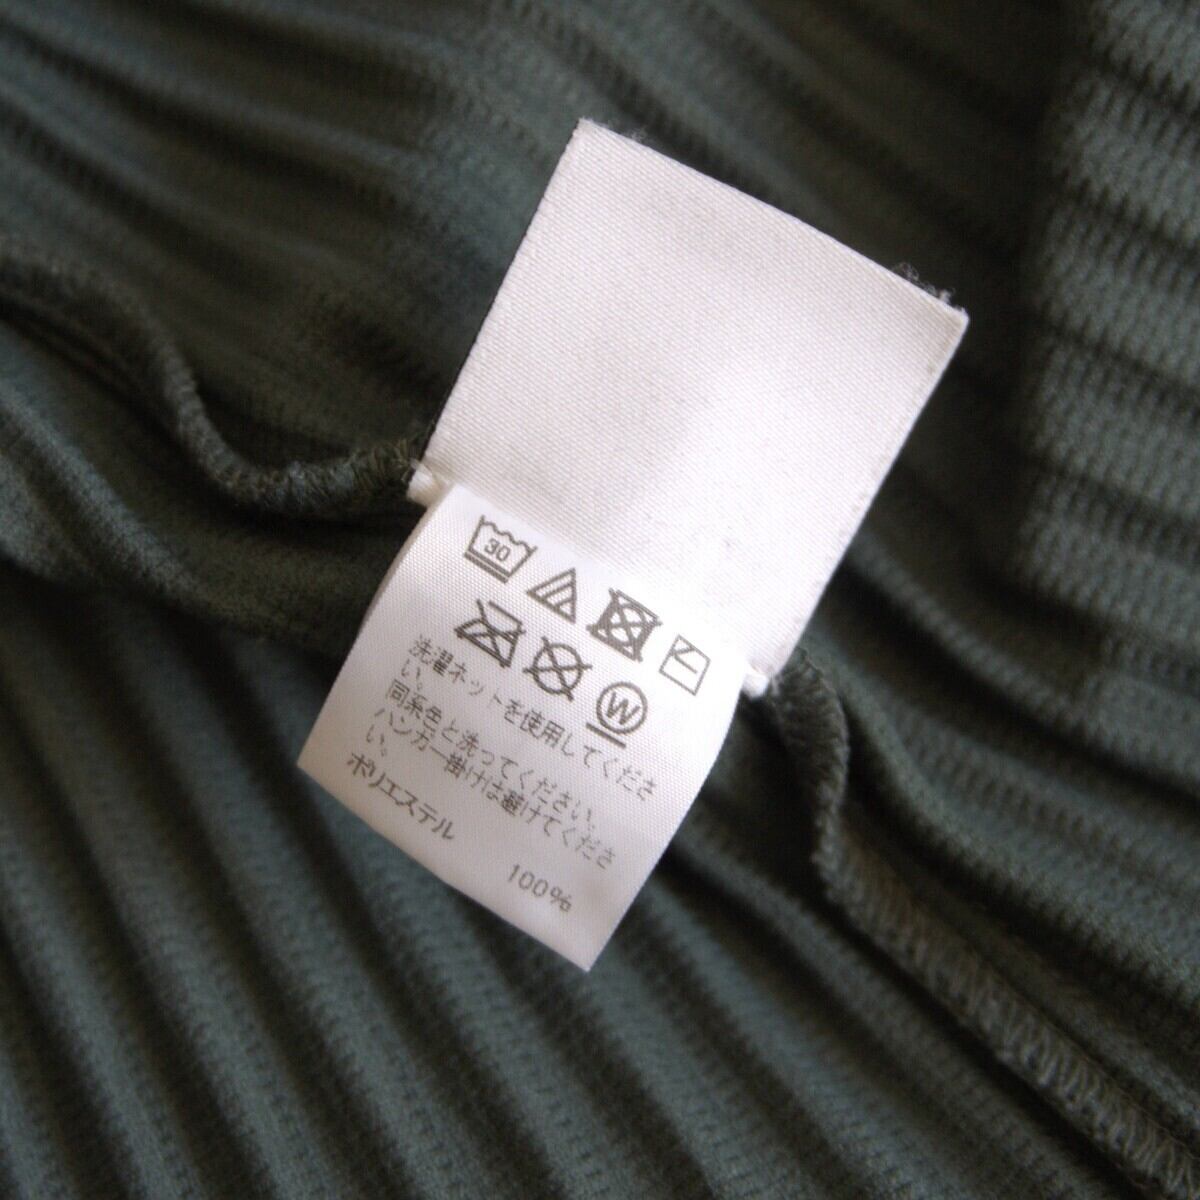 30
W
洗濯ネットを使用してくださ
い。
同系色と洗ってください。
ハンガー掛けは避けてくださ
い。
ポリエステル
100%